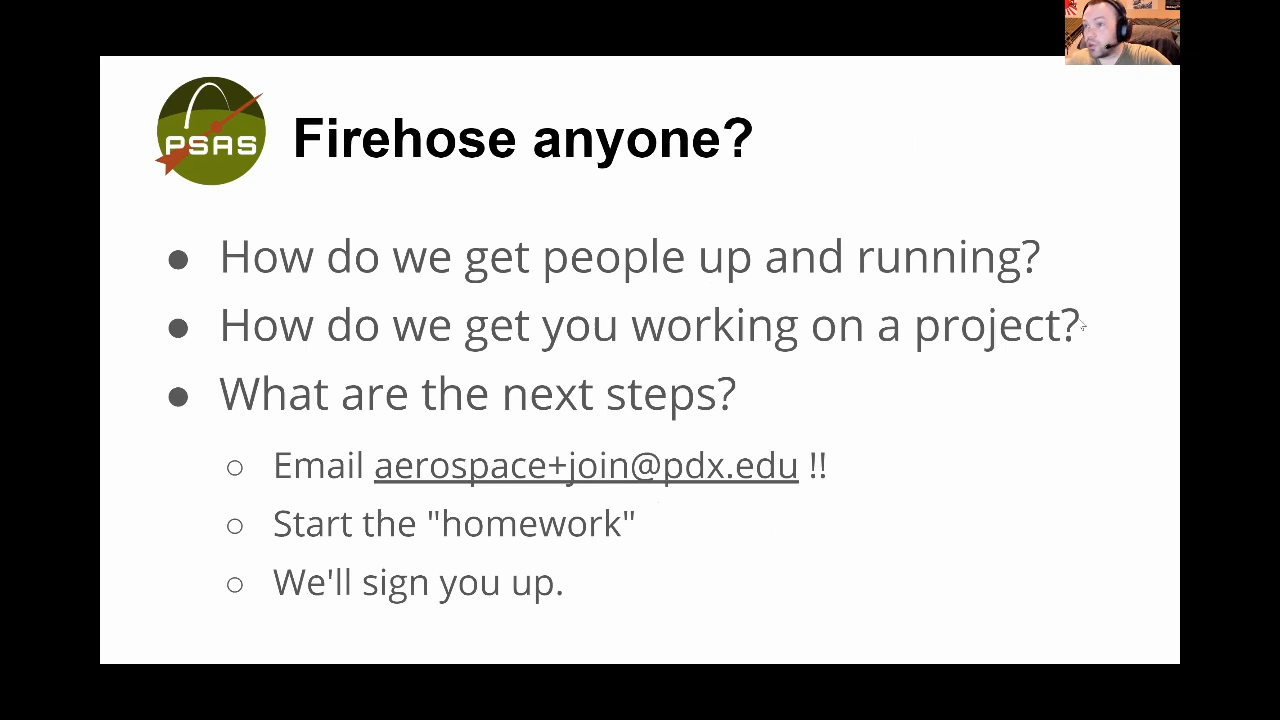 PSAS
Firehose anyone?
● How do we get people up and running?
● How do we get you working on a project?
● What are the next steps?
○ Email aerospace+join@pdx.edu !!
○ Start the "homework"
○ We'll sign you up.